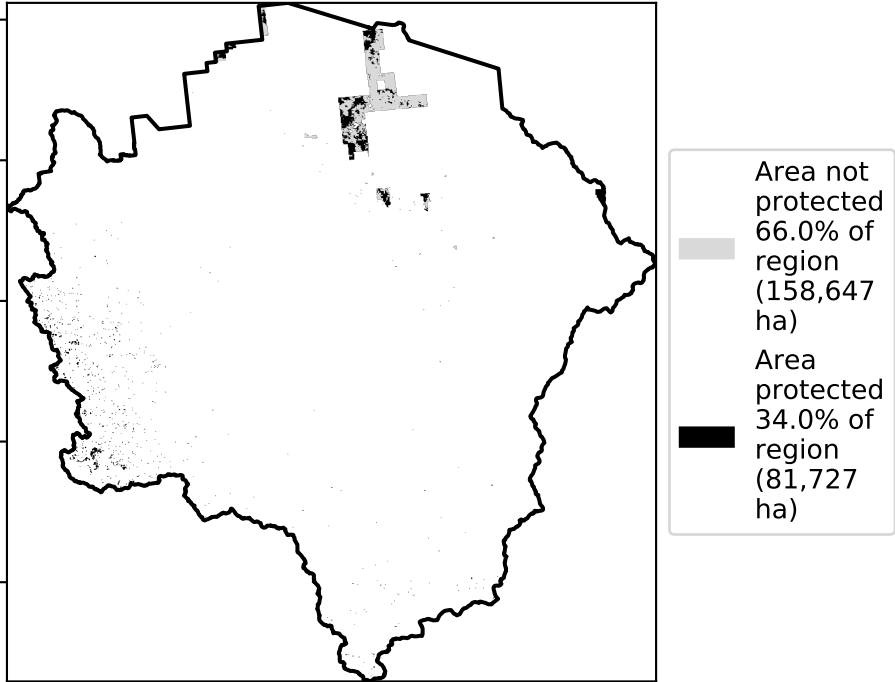 Area not
protected
66.0% of
region
(158,647
ha)
Area
protected
34.0% of
region
(81,727
ha)